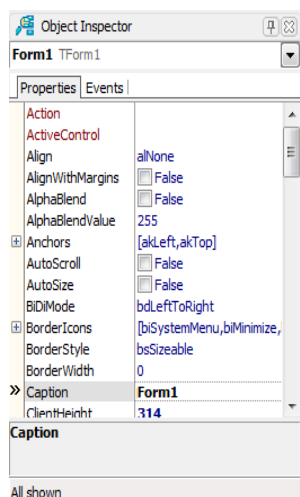 Object Inspector
Form1 TForm1
Properties Events
Action
ActiveControl
Align alNone
AlignWithMargins False
AlphaBlend False
AlphaBlendValue 255
Anchors [akLeft,akTop]
AutoScroll False
AutoSize False
BiDiMode bdLeftToRight
BorderIcons [biSystemMenu,biMinimize,
BorderStyle bsSizeable
BorderWidth 0
» Caption Form1
ClientHeight 314
Caption
All shown